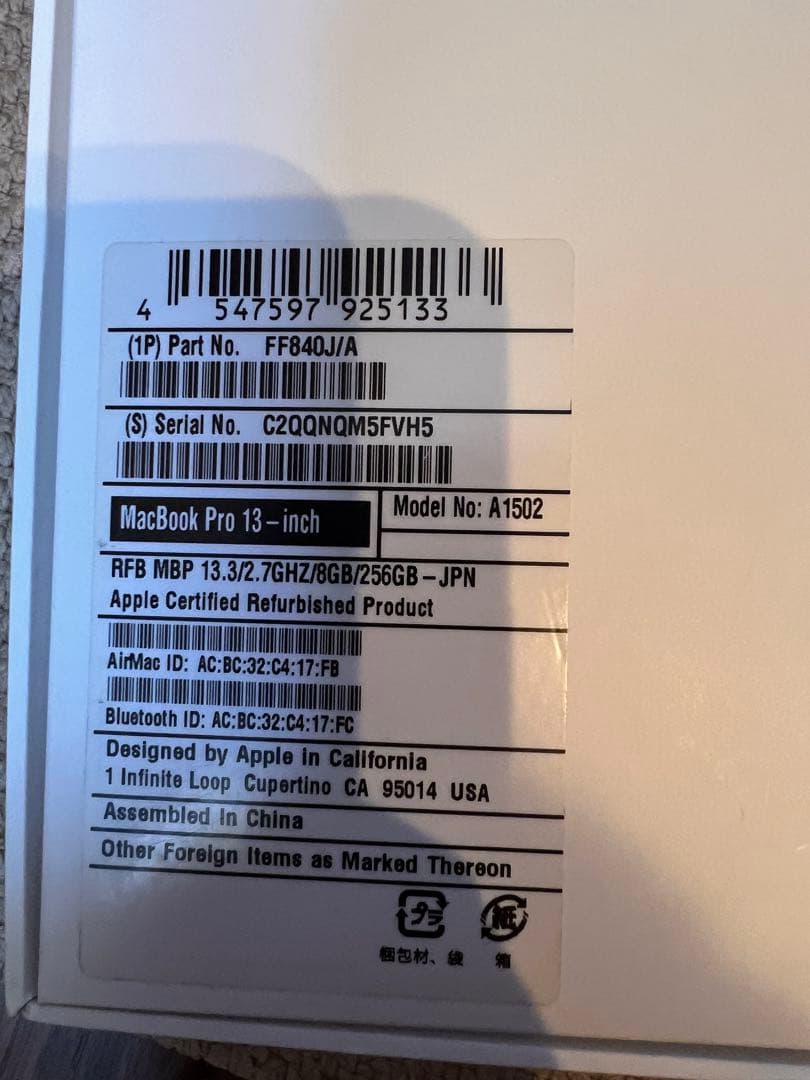 4 547597 925133
(1P) Part No. FF840J/A
(S) Serial No. C2QQNQM5FVH5
MacBook Pro 13-inch
Model No: A1502
RFB MBP 13.3/2.7GHZ/8GB/256GB-JPN
Apple Certified Refurbished Product
AirMac ID: AC:BC:32:C4:17:FB
Bluetooth ID: AC:BC:32:C4:17:FC
Designed by Apple in California
1 Infinite Loop Cupertino CA 95014 USA
Assembled in China
Other Foreign Items as Marked Thereon
プラ 紙
梱包材、袋 箱